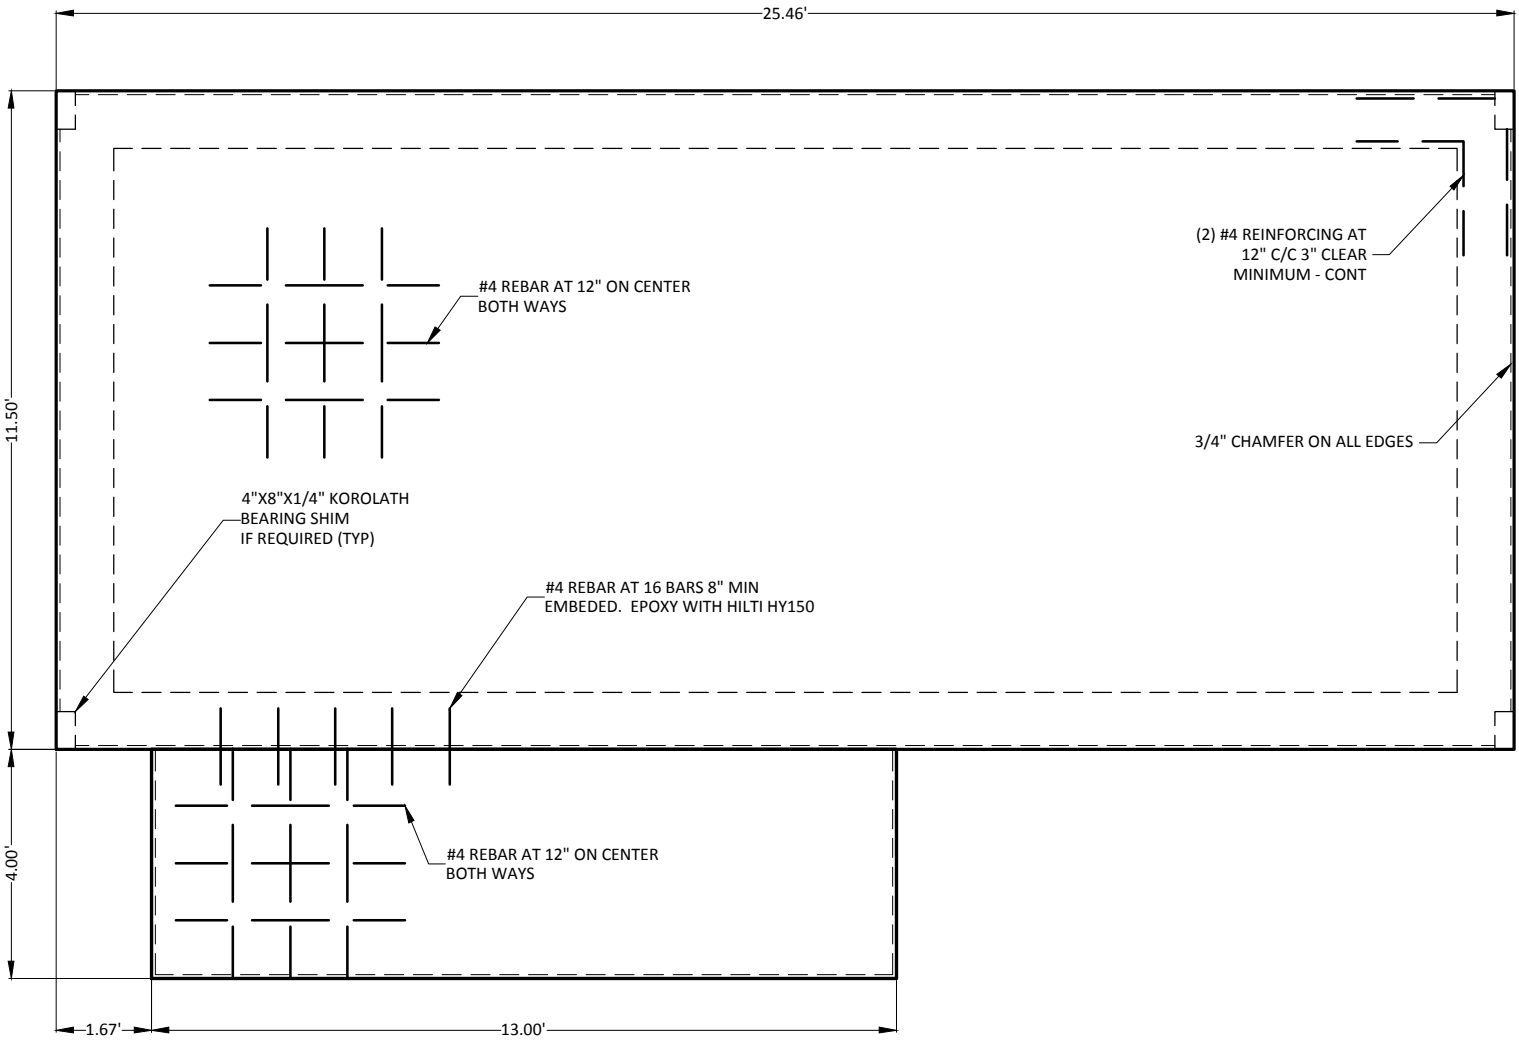 25.46'
(2) #4 REINFORCING AT
12" C/C 3" CLEAR
MINIMUM - CONT
#4 REBAR AT 12" ON CENTER
BOTH WAYS
11.50'
3/4" CHAMFER ON ALL EDGES
4"X8"X1/4" KOROLATH
BEARING SHIM
IF REQUIRED (TYP)
#4 REBAR AT 16 BARS 8" MIN
EMBEDED. EPOXY WITH HILTI HY150
4.00'
#4 REBAR AT 12" ON CENTER
BOTH WAYS
1.67'
13.00'